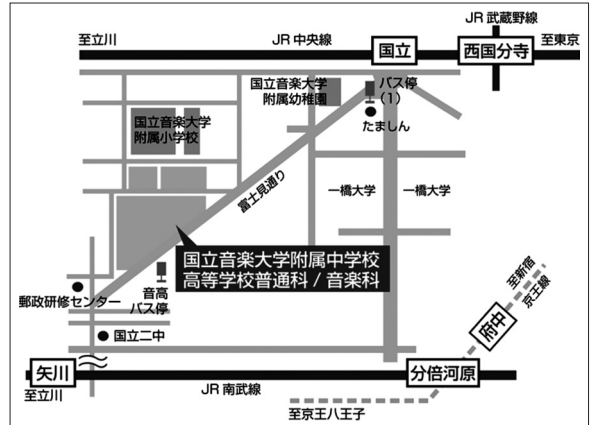 JR 武蔵野線
至立川
JR 中央線
国立
西国分寺
至東京
国立音楽大学
附属幼稚園
バス停
(1)
たましん
国立音楽大学
附属小学校
富士見通り
一橋大学
一橋大学
国立音楽大学附属中学校
高等学校普通科 / 音楽科
音高
バス停
郵政研修センター
国立二中
至新宿
京王線
府中
矢川
分倍河原
至立川
JR 南武線
至京王八王子